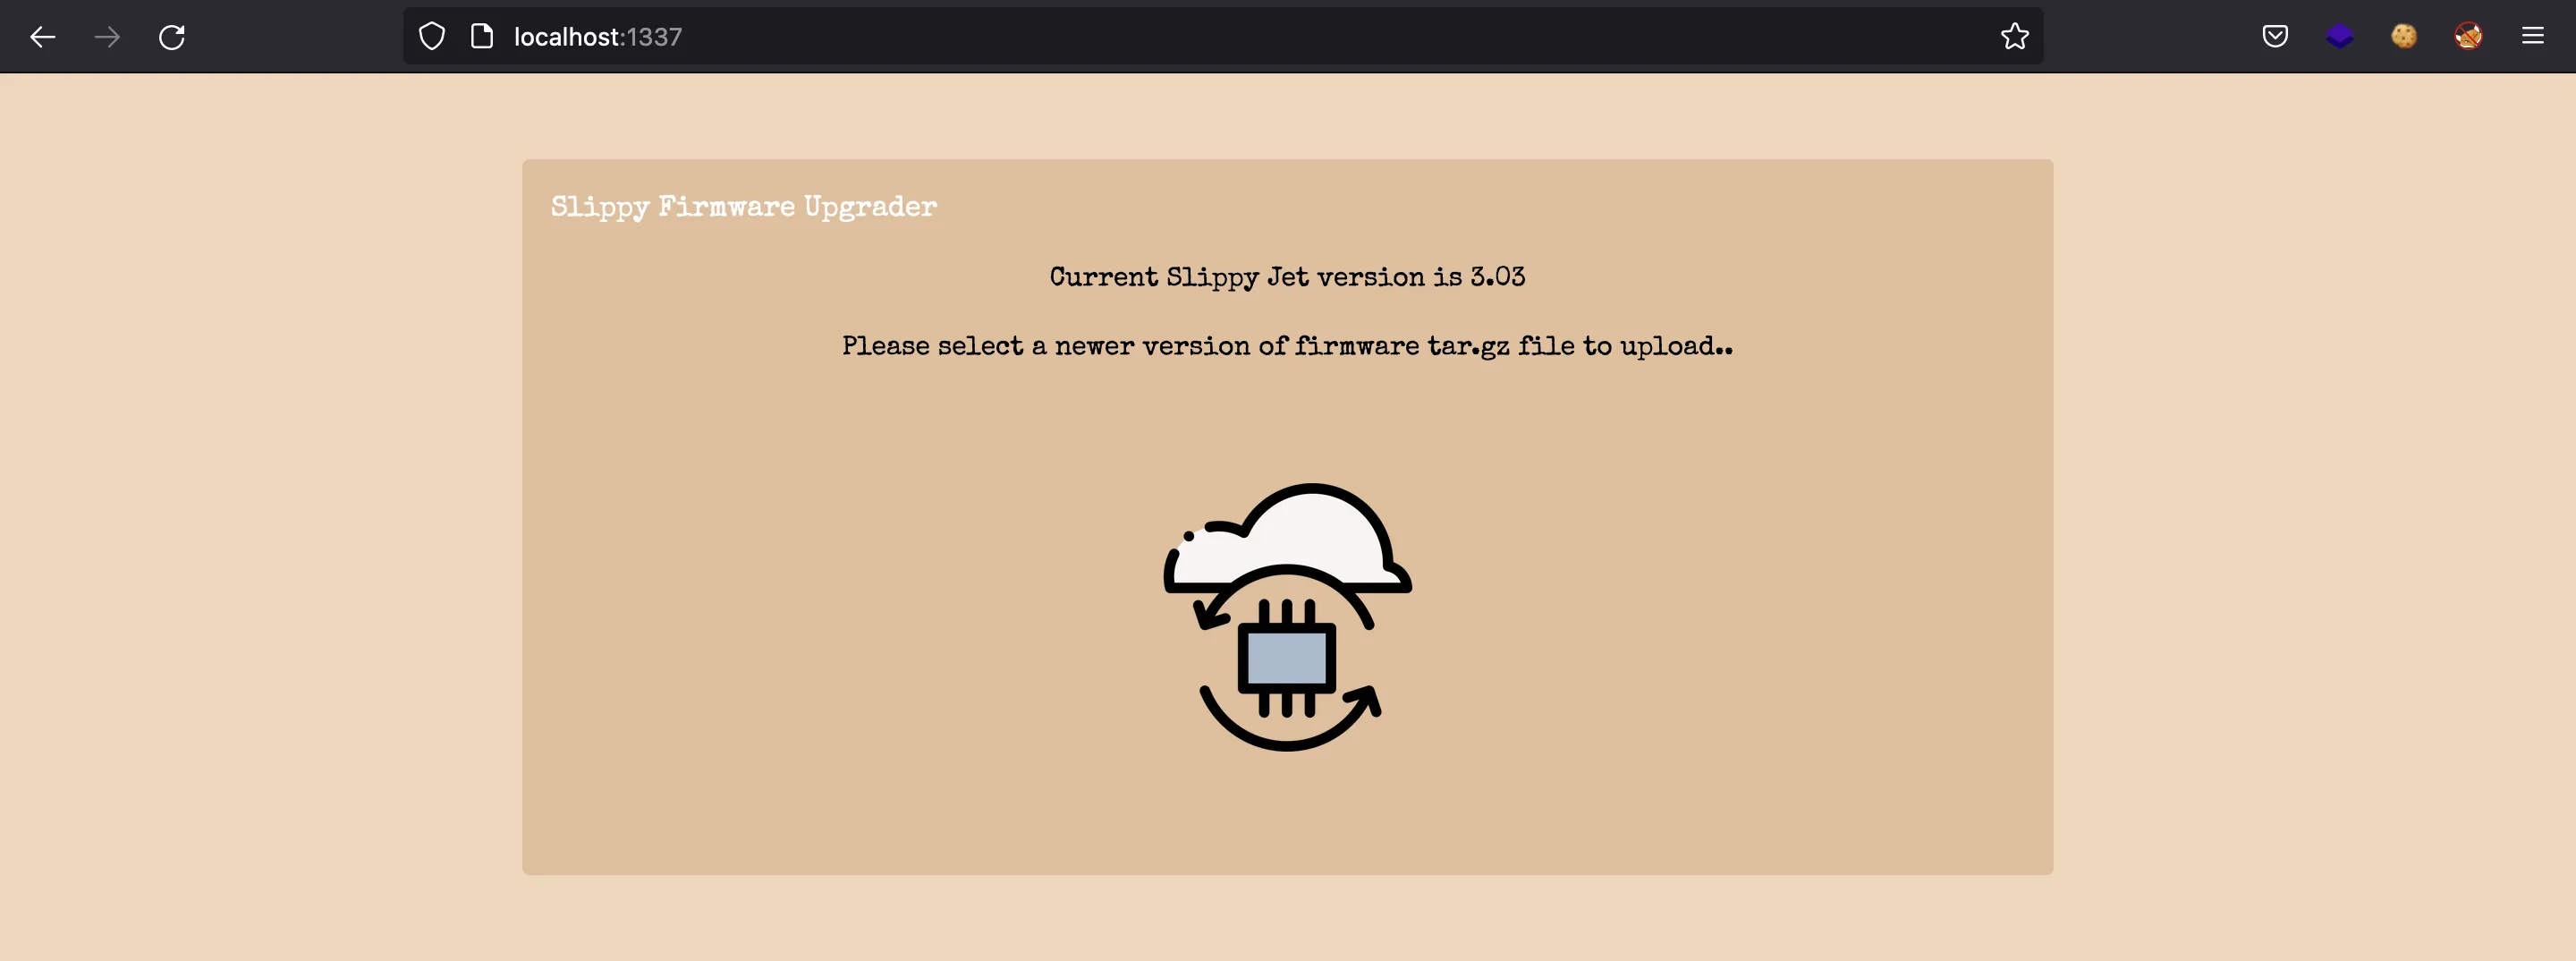 localhost:1337
Slippy Firmware Upgrader
Current Slippy Jet version is 3.03
Please select a newer version of firmware tar.gz file to upload..